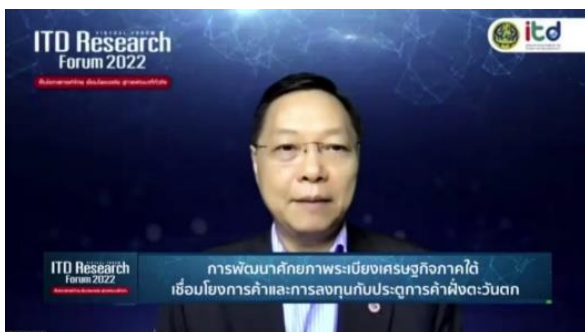 VIRTUAL FORUM
ITD Research
Forum 2022
itd
ITD Research
Forum 2022
การพัฒนาศักยภาพระเบียงเศรษฐกิจภาคใต้
เชื่อมโยงการค้าและการลงทุนกับประตูการค้าฝั่งตะวันตก